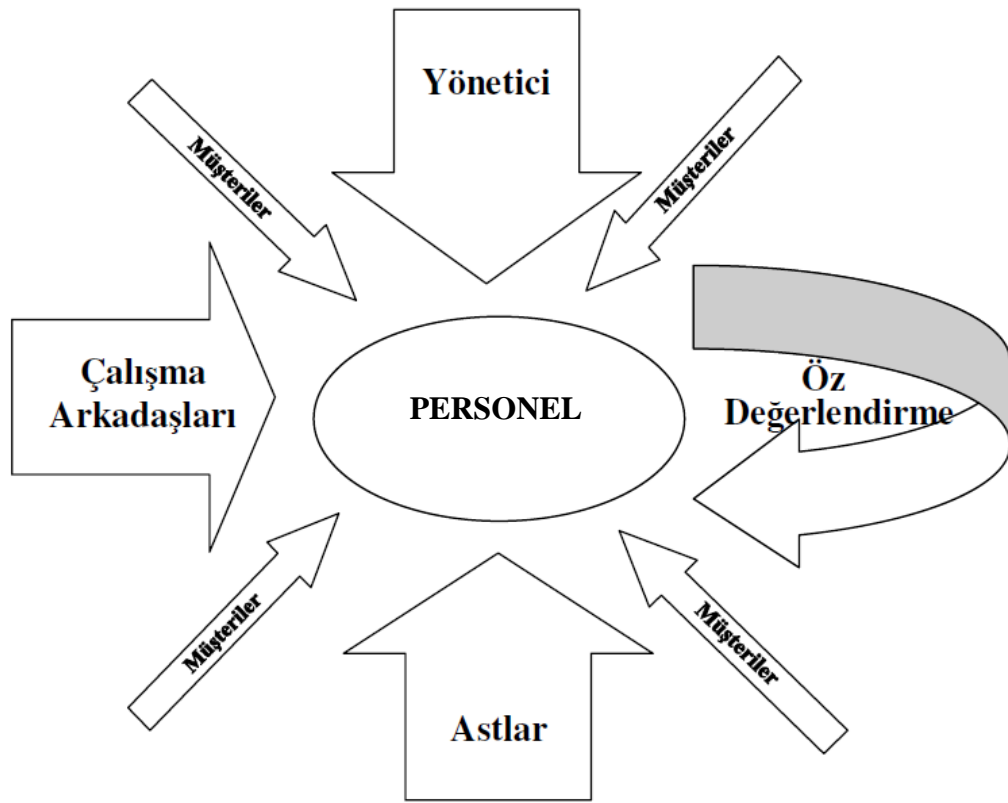 Yönetici
Müşteriler
Müşteriler
Çalışma
Arkadaşları
PERSONEL
Öz
Değerlendirme
Müşteriler
Müşteriler
Astlar